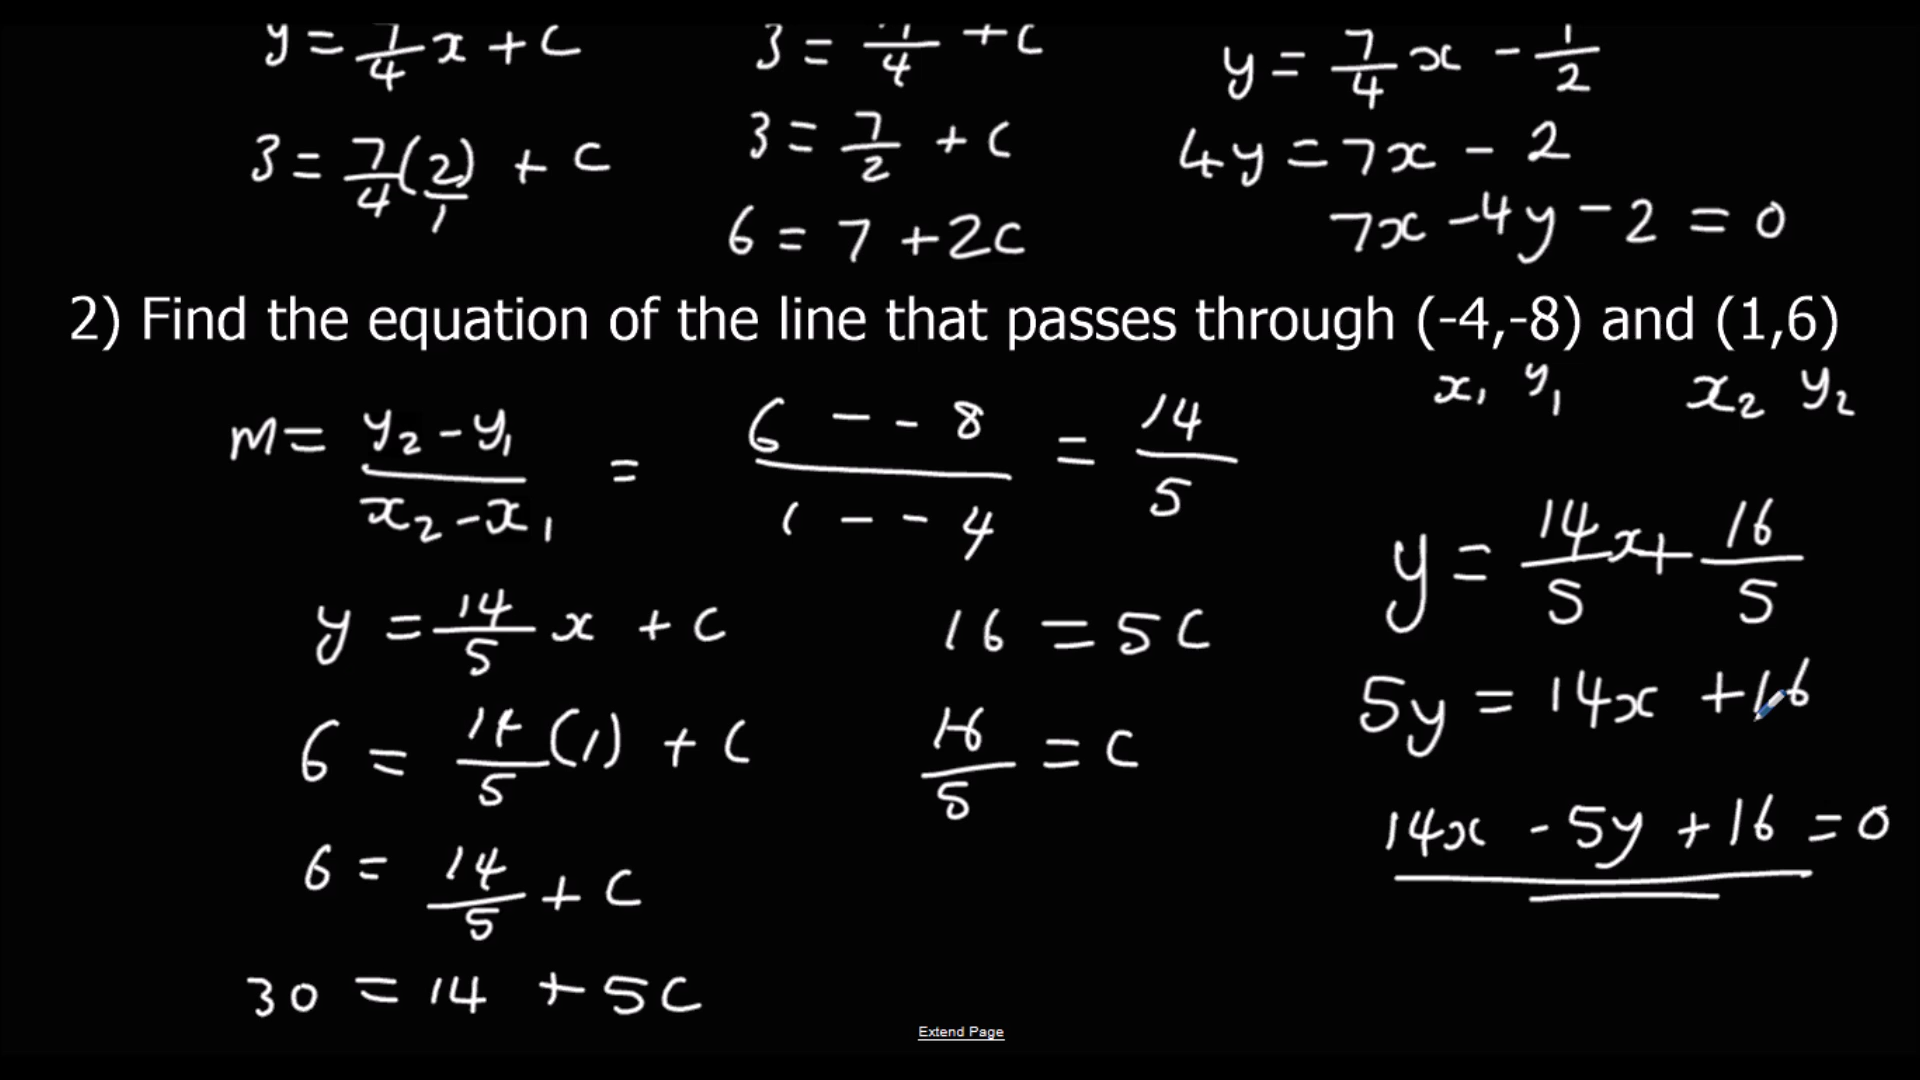 y = 7/4 x + c
3 = 7/4 (2/1) + c
3 = /4 + c
3 = 7/2 + c
6 = 7 + 2c
y = 7/4 x - 1/2
4y = 7x - 2
7x - 4y - 2 = 0
2) Find the equation of the line that passes through (-4,-8) and (1,6)
x₁ y₁ x₂ y₂
m = y₂ - y₁ / x₂ - x₁ = 6 - - 8 / 1 - - 4 = 14/5
y = 14/5 x + c
6 = 14/5 (1) + c
6 = 14/5 + c
30 = 14 + 5c
16 = 5c
16/5 = c
y = 14/5 x + 16/5
5y = 14x + 16
14x - 5y + 16 = 0
Extend Page